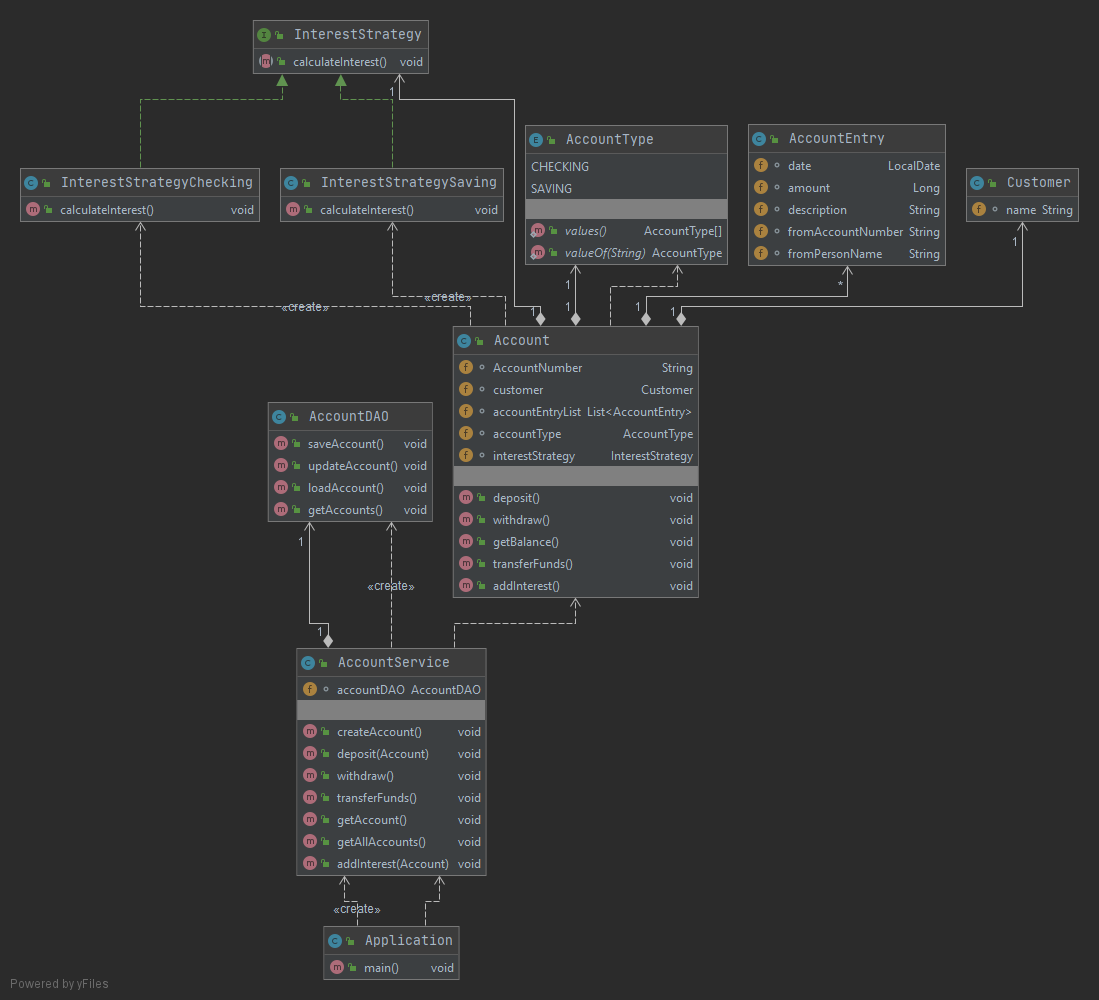 InterestStrategy
calculateInterest() void
1
InterestStrategyChecking
calculateInterest() void
InterestStrategySaving
calculateInterest() void
AccountType
CHECKING
SAVING
values() AccountType[]
valueOf(String) AccountType
AccountEntry
date LocalDate
amount Long
description String
fromAccountNumber String
fromPersonName String
Customer
name String
1
1
*
«create»
«create»
1
1
1
1
Account
AccountNumber String
customer Customer
accountEntryList List<AccountEntry>
accountType AccountType
interestStrategy InterestStrategy
deposit() void
withdraw() void
getBalance() void
transferFunds() void
addInterest() void
AccountDAO
saveAccount() void
updateAccount() void
loadAccount() void
getAccounts() void
1
«create»
1
AccountService
accountDAO AccountDAO
createAccount() void
deposit(Account) void
withdraw() void
transferFunds() void
getAccount() void
getAllAccounts() void
addInterest(Account) void
«create»
Application
main() void
Powered by yFiles